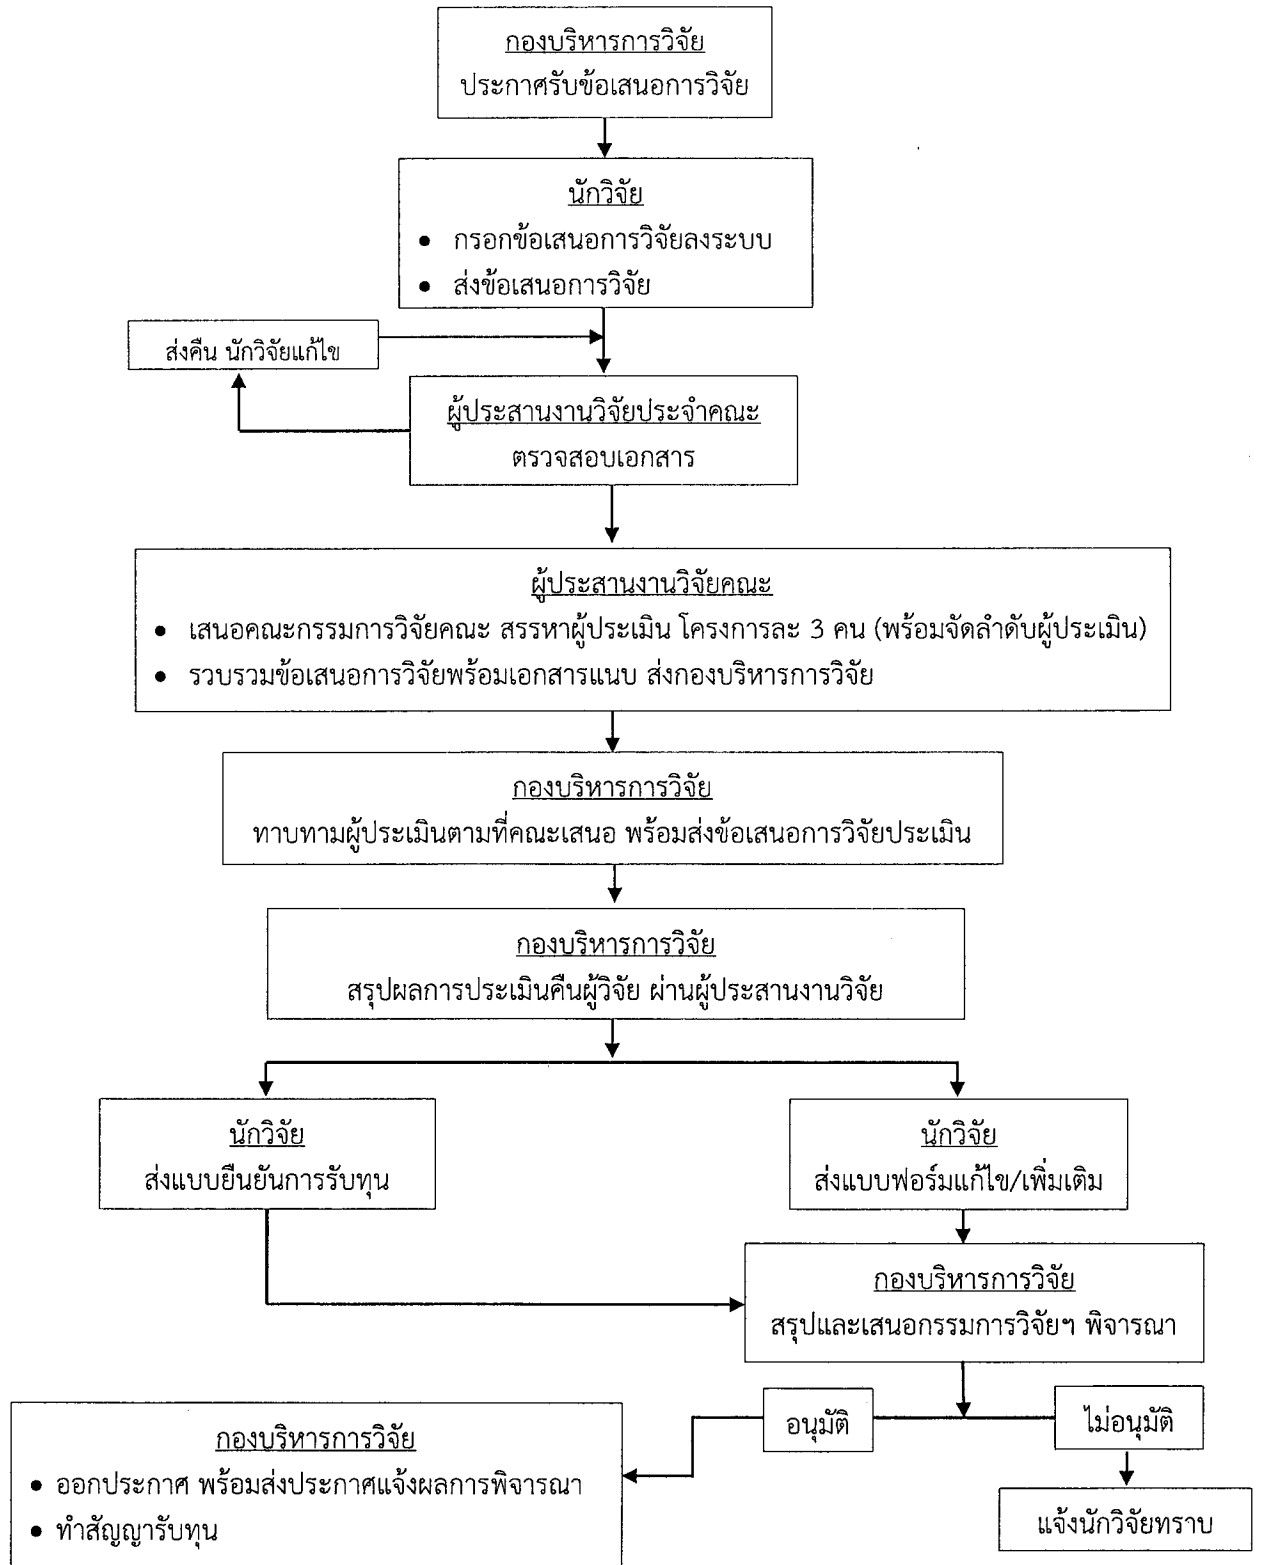 กองบริหารการวิจัย
ประกาศรับข้อเสนอการวิจัย
นักวิจัย
• กรอกข้อเสนอการวิจัยลงระบบ
• ส่งข้อเสนอการวิจัย
ส่งคืน นักวิจัยแก้ไข
ผู้ประสานงานวิจัยประจำคณะ
ตรวจสอบเอกสาร
ผู้ประสานงานวิจัยคณะ
• เสนอคณะกรรมการวิจัยคณะ สรรหาผู้ประเมิน โครงการละ 3 คน (พร้อมจัดลำดับผู้ประเมิน)
• รวบรวมข้อเสนอการวิจัยพร้อมเอกสารแนบ ส่งกองบริหารการวิจัย
กองบริหารการวิจัย
ทาบทามผู้ประเมินตามที่คณะเสนอ พร้อมส่งข้อเสนอการวิจัยประเมิน
กองบริหารการวิจัย
สรุปผลการประเมินคืนผู้วิจัย ผ่านผู้ประสานงานวิจัย
นักวิจัย
ส่งแบบยืนยันการรับทุน
นักวิจัย
ส่งแบบฟอร์มแก้ไข/เพิ่มเติม
กองบริหารการวิจัย
สรุปและเสนอกรรมการวิจัยฯ พิจารณา
อนุมัติ
ไม่อนุมัติ
กองบริหารการวิจัย
• ออกประกาศ พร้อมส่งประกาศแจ้งผลการพิจารณา
• ทำสัญญารับทุน
แจ้งนักวิจัยทราบ